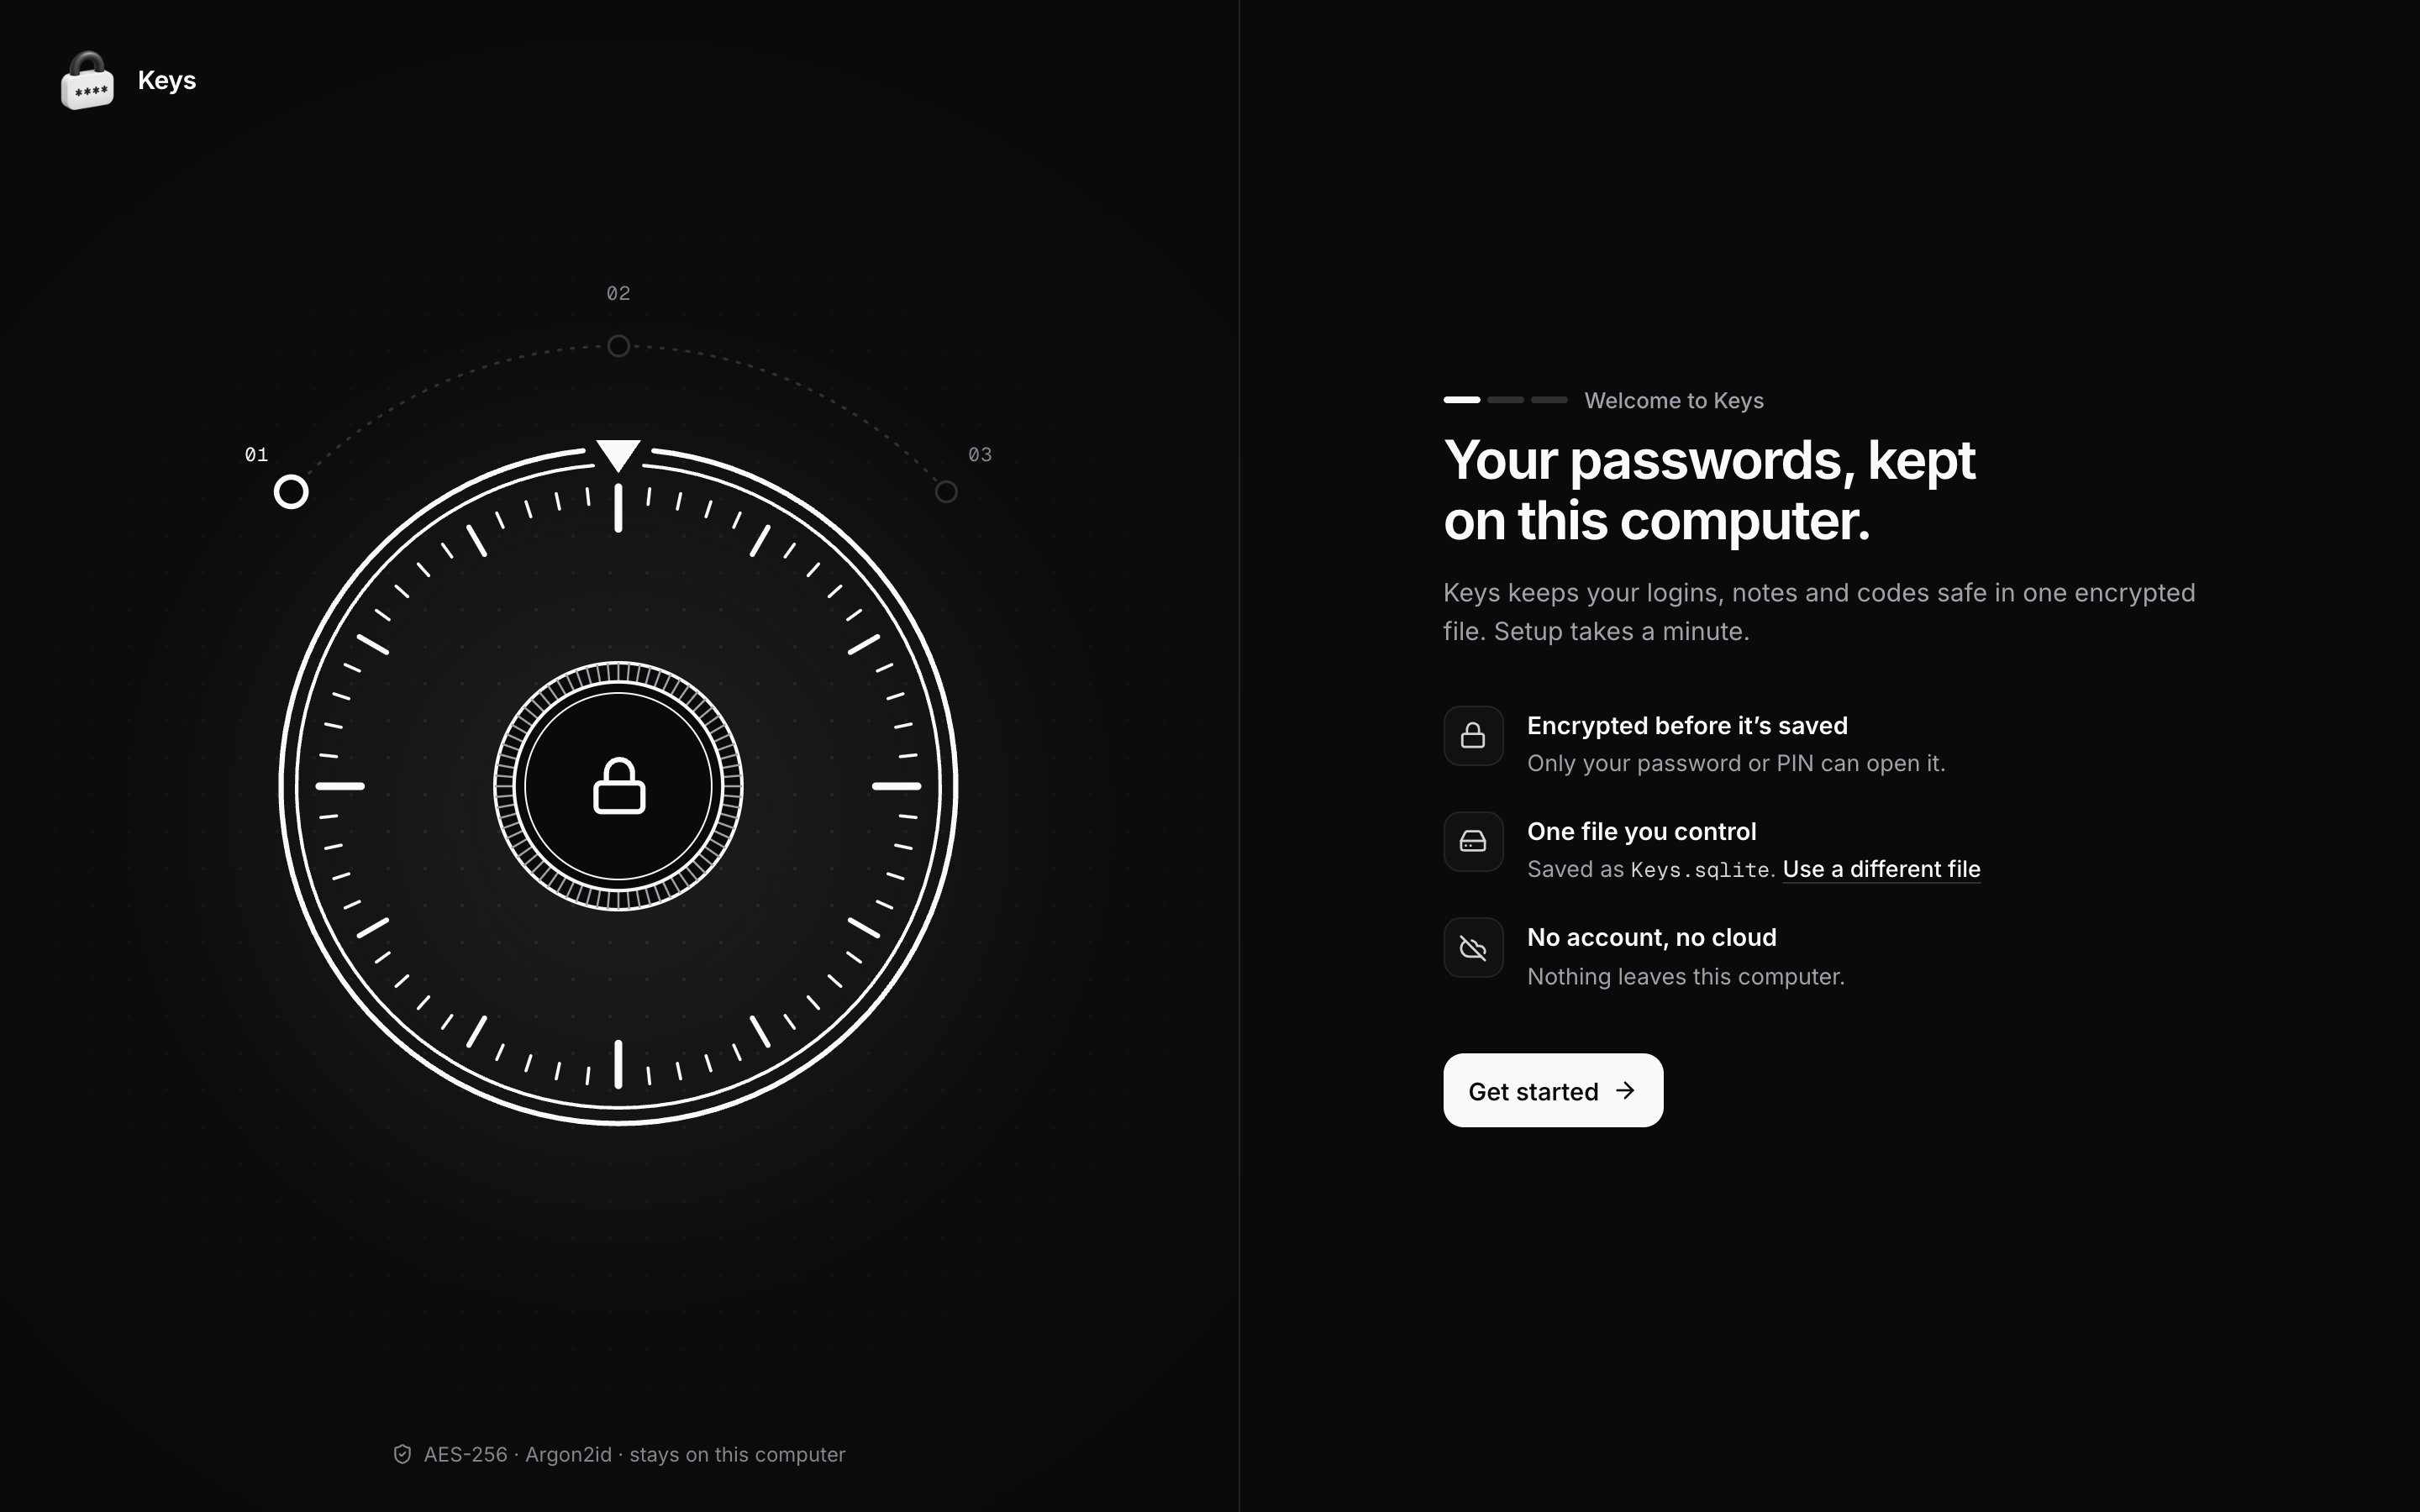 Keys
****
02
01
03
AES-256 · Argon2id · stays on this computer
Welcome to Keys
Your passwords, kept
on this computer.
Keys keeps your logins, notes and codes safe in one encrypted
file. Setup takes a minute.
Encrypted before it’s saved
Only your password or PIN can open it.
One file you control
Saved as Keys.sqlite. Use a different file
No account, no cloud
Nothing leaves this computer.
Get started